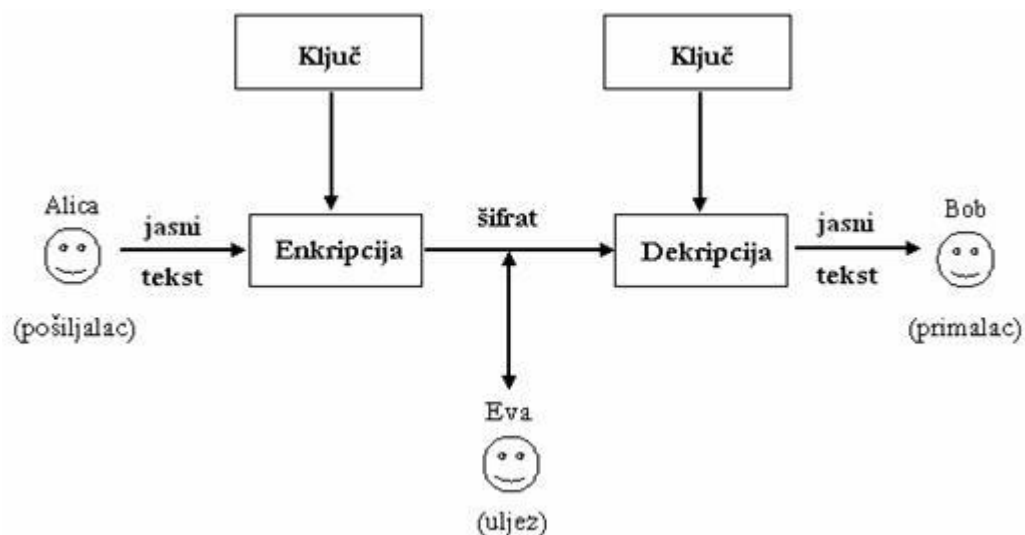 Ključ
Ključ
Alica
jasni
tekst
(pošiljalac)
Enkripcija
šifrat
Dekripcija
jasni
tekst
Bob
(primalac)
Eva
(uljez)